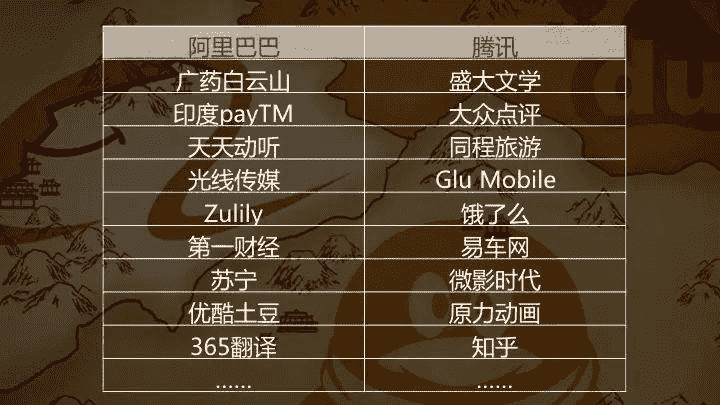 阿里巴巴 腾讯
广药白云山 盛大文学
印度payTM 大众点评
天天动听 同程旅游
光线传媒 Glu Mobile
Zulily 饿了么
第一财经 易车网
苏宁 微影时代
优酷土豆 原力动画
365翻译 知乎
…… ……